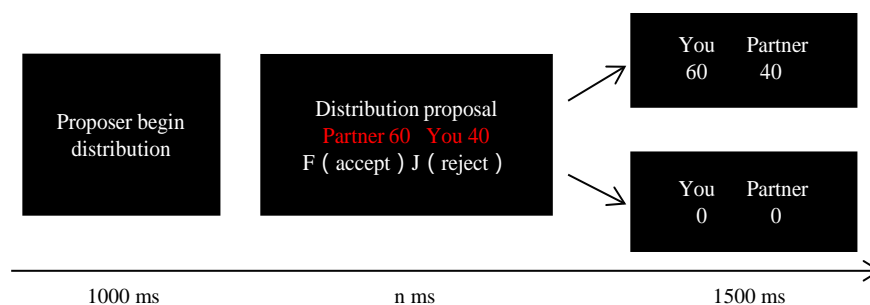 Proposer begin
distribution
Distribution proposal
Partner 60 You 40
F ( accept ) J ( reject )
You Partner
60 40
You Partner
0 0
1000 ms n ms 1500 ms